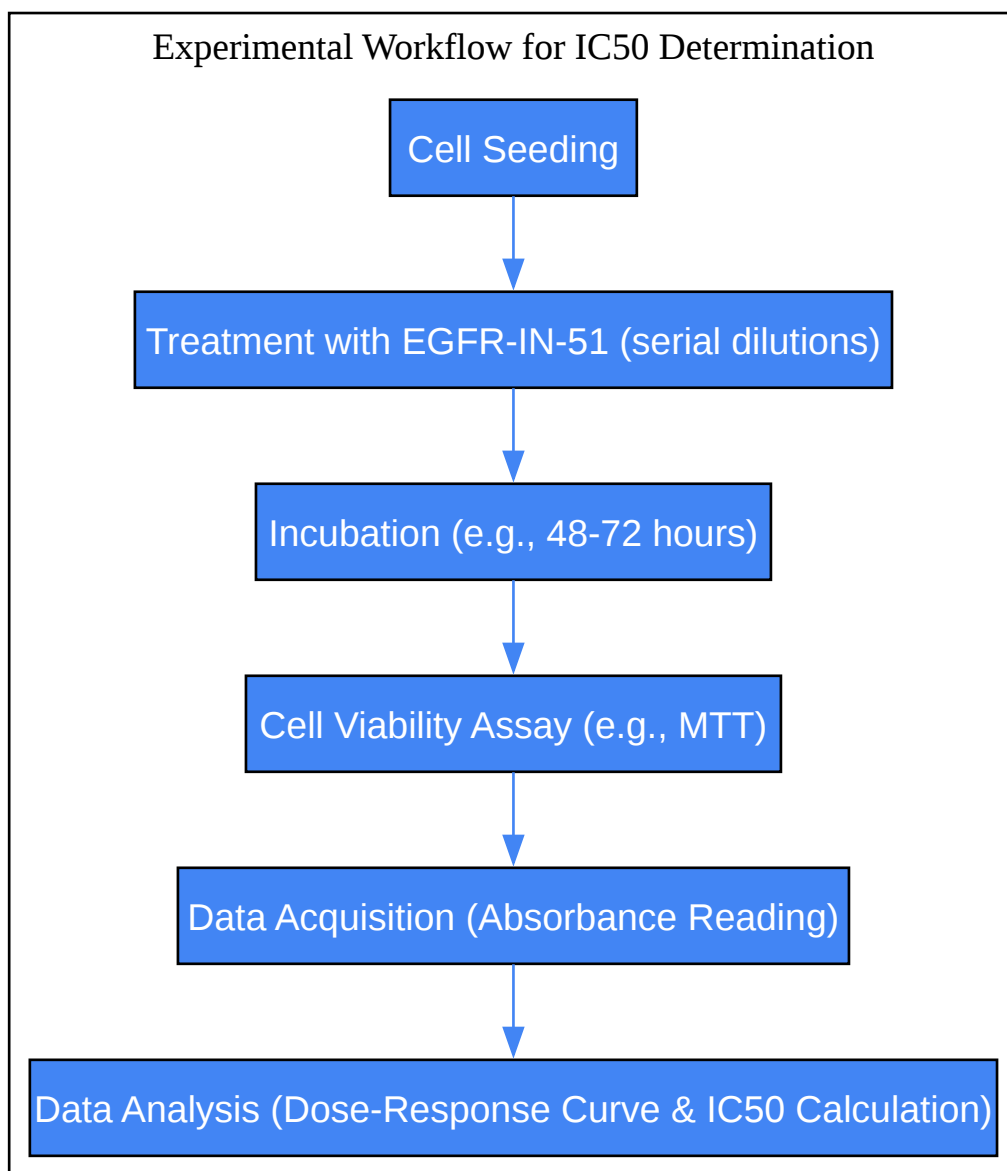 Experimental Workflow for IC50 Determination
Cell Seeding
Treatment with EGFR-IN-51 (serial dilutions)
Incubation (e.g., 48-72 hours)
Cell Viability Assay (e.g., MTT)
Data Acquisition (Absorbance Reading)
Data Analysis (Dose-Response Curve & IC50 Calculation)